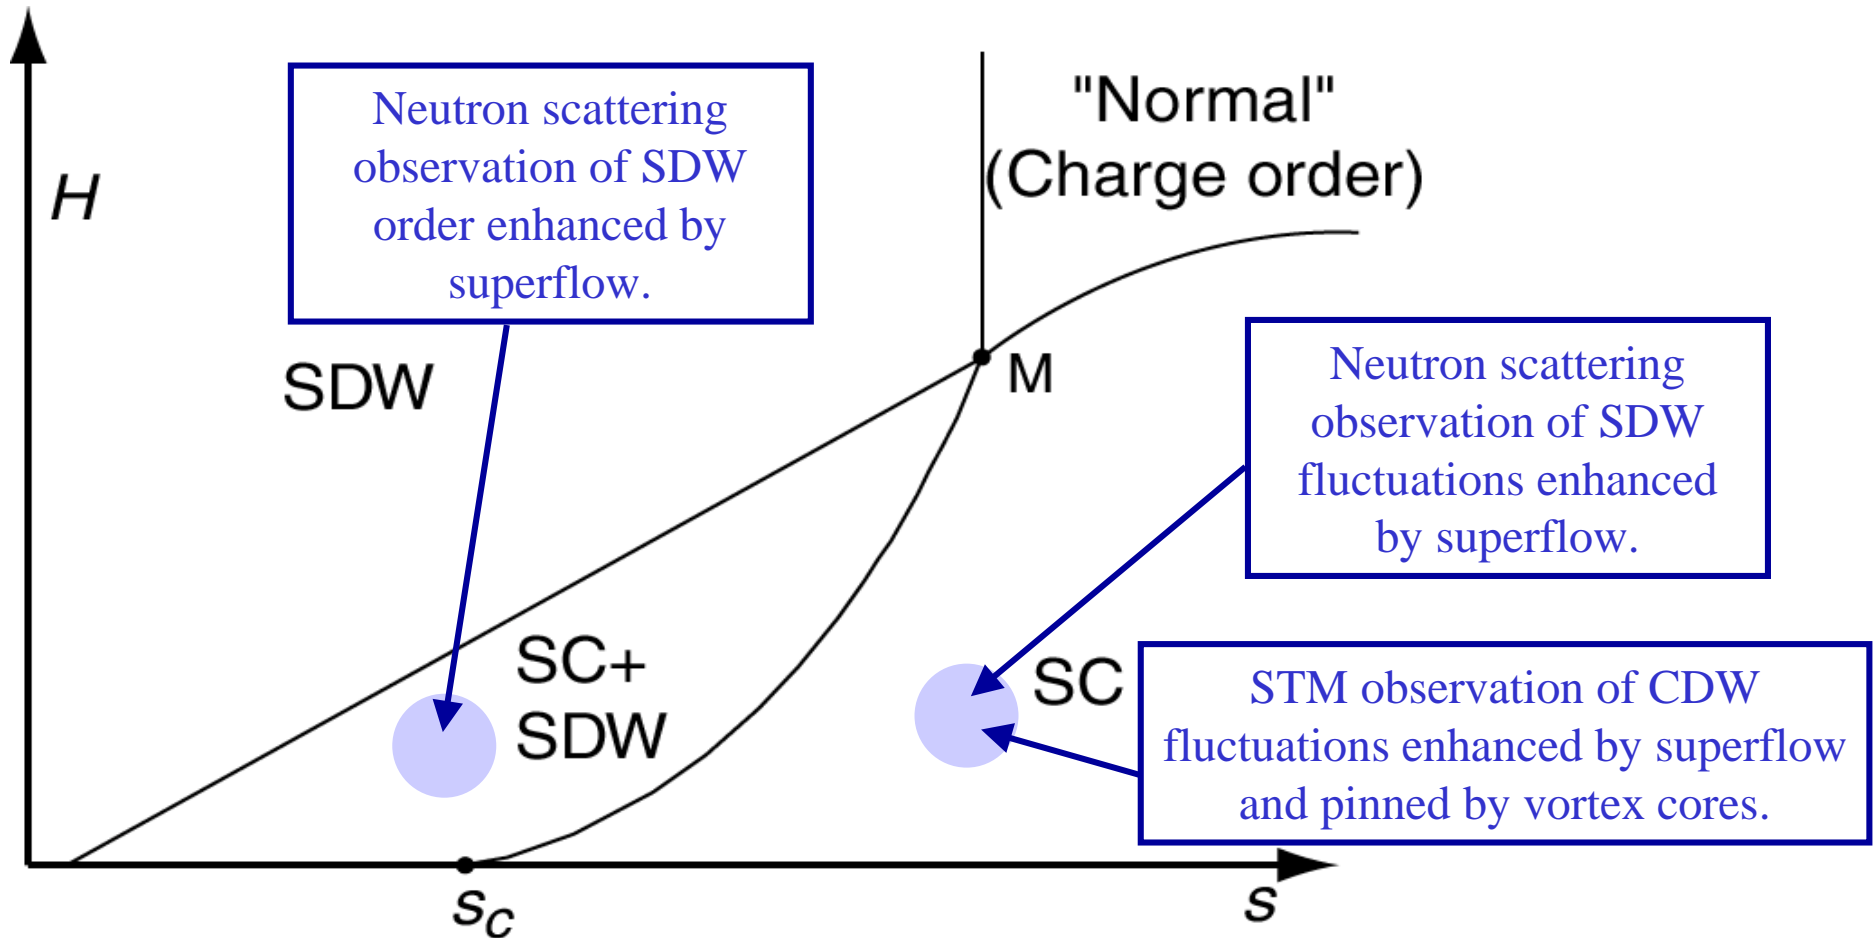 H
Neutron scattering
observation of SDW
order enhanced by
superflow.
"Normal"
(Charge order)
SDW
M
Neutron scattering
observation of SDW
fluctuations enhanced
by superflow.
SC+
SDW
SC
STM observation of CDW
fluctuations enhanced by superflow
and pinned by vortex cores.
sc
s